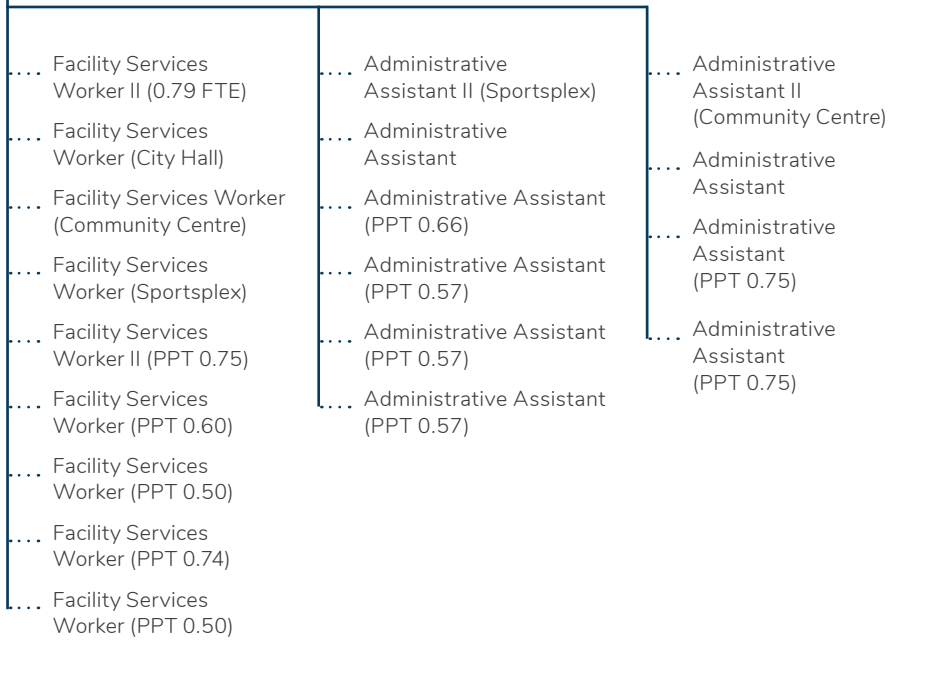 Facility Services
Worker II (0.79 FTE)
Facility Services
Worker (City Hall)
Facility Services Worker
(Community Centre)
Facility Services
Worker (Sportsplex)
Facility Services
Worker II (PPT 0.75)
Facility Services
Worker (PPT 0.60)
Facility Services
Worker (PPT 0.50)
Facility Services
Worker (PPT 0.74)
Facility Services
Worker (PPT 0.50)
Administrative
Assistant II (Sportsplex)
Administrative
Assistant
Administrative Assistant
(PPT 0.66)
Administrative Assistant
(PPT 0.57)
Administrative Assistant
(PPT 0.57)
Administrative Assistant
(PPT 0.57)
Administrative
Assistant II
(Community Centre)
Administrative
Assistant
Administrative
Assistant
(PPT 0.75)
Administrative
Assistant
(PPT 0.75)